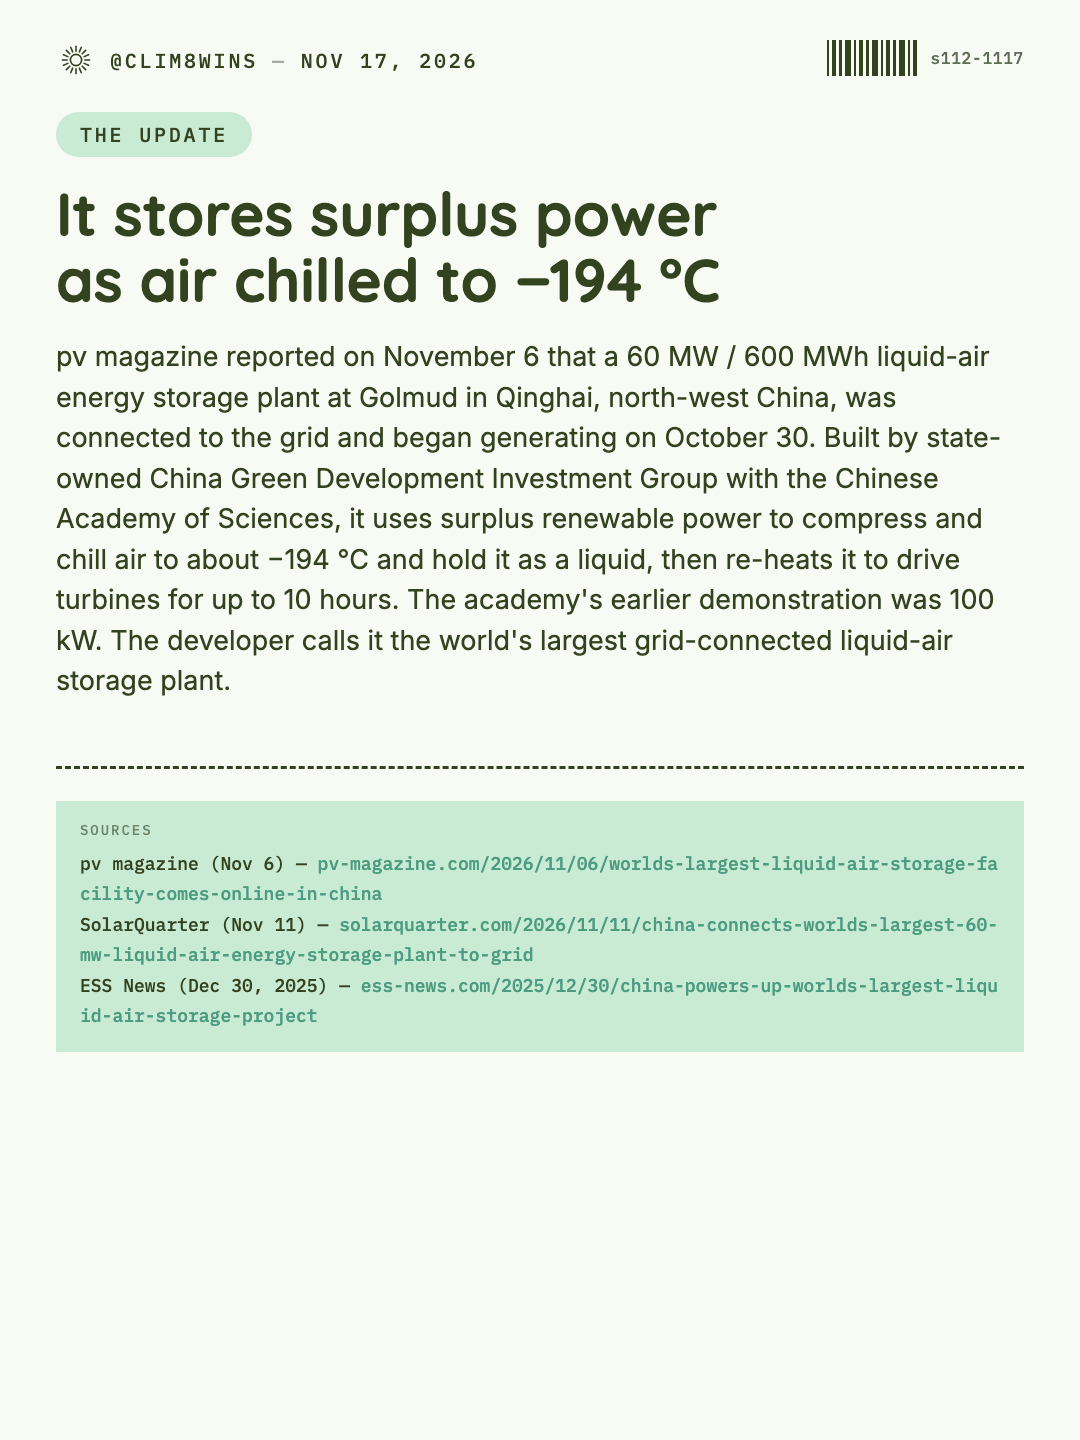 @CLIM8WINS — NOV 17, 2026
s112-1117
THE UPDATE
It stores surplus power
as air chilled to −194 °C
pv magazine reported on November 6 that a 60 MW / 600 MWh liquid-air
energy storage plant at Golmud in Qinghai, north-west China, was
connected to the grid and began generating on October 30. Built by state-
owned China Green Development Investment Group with the Chinese
Academy of Sciences, it uses surplus renewable power to compress and
chill air to about −194 °C and hold it as a liquid, then re-heats it to drive
turbines for up to 10 hours. The academy's earlier demonstration was 100
kW. The developer calls it the world's largest grid-connected liquid-air
storage plant.
SOURCES
pv magazine (Nov 6) — pv-magazine.com/2026/11/06/worlds-largest-liquid-air-storage-fa
cility-comes-online-in-china
SolarQuarter (Nov 11) — solarquarter.com/2026/11/11/china-connects-worlds-largest-60-
mw-liquid-air-energy-storage-plant-to-grid
ESS News (Dec 30, 2025) — ess-news.com/2025/12/30/china-powers-up-worlds-largest-liqu
id-air-storage-project